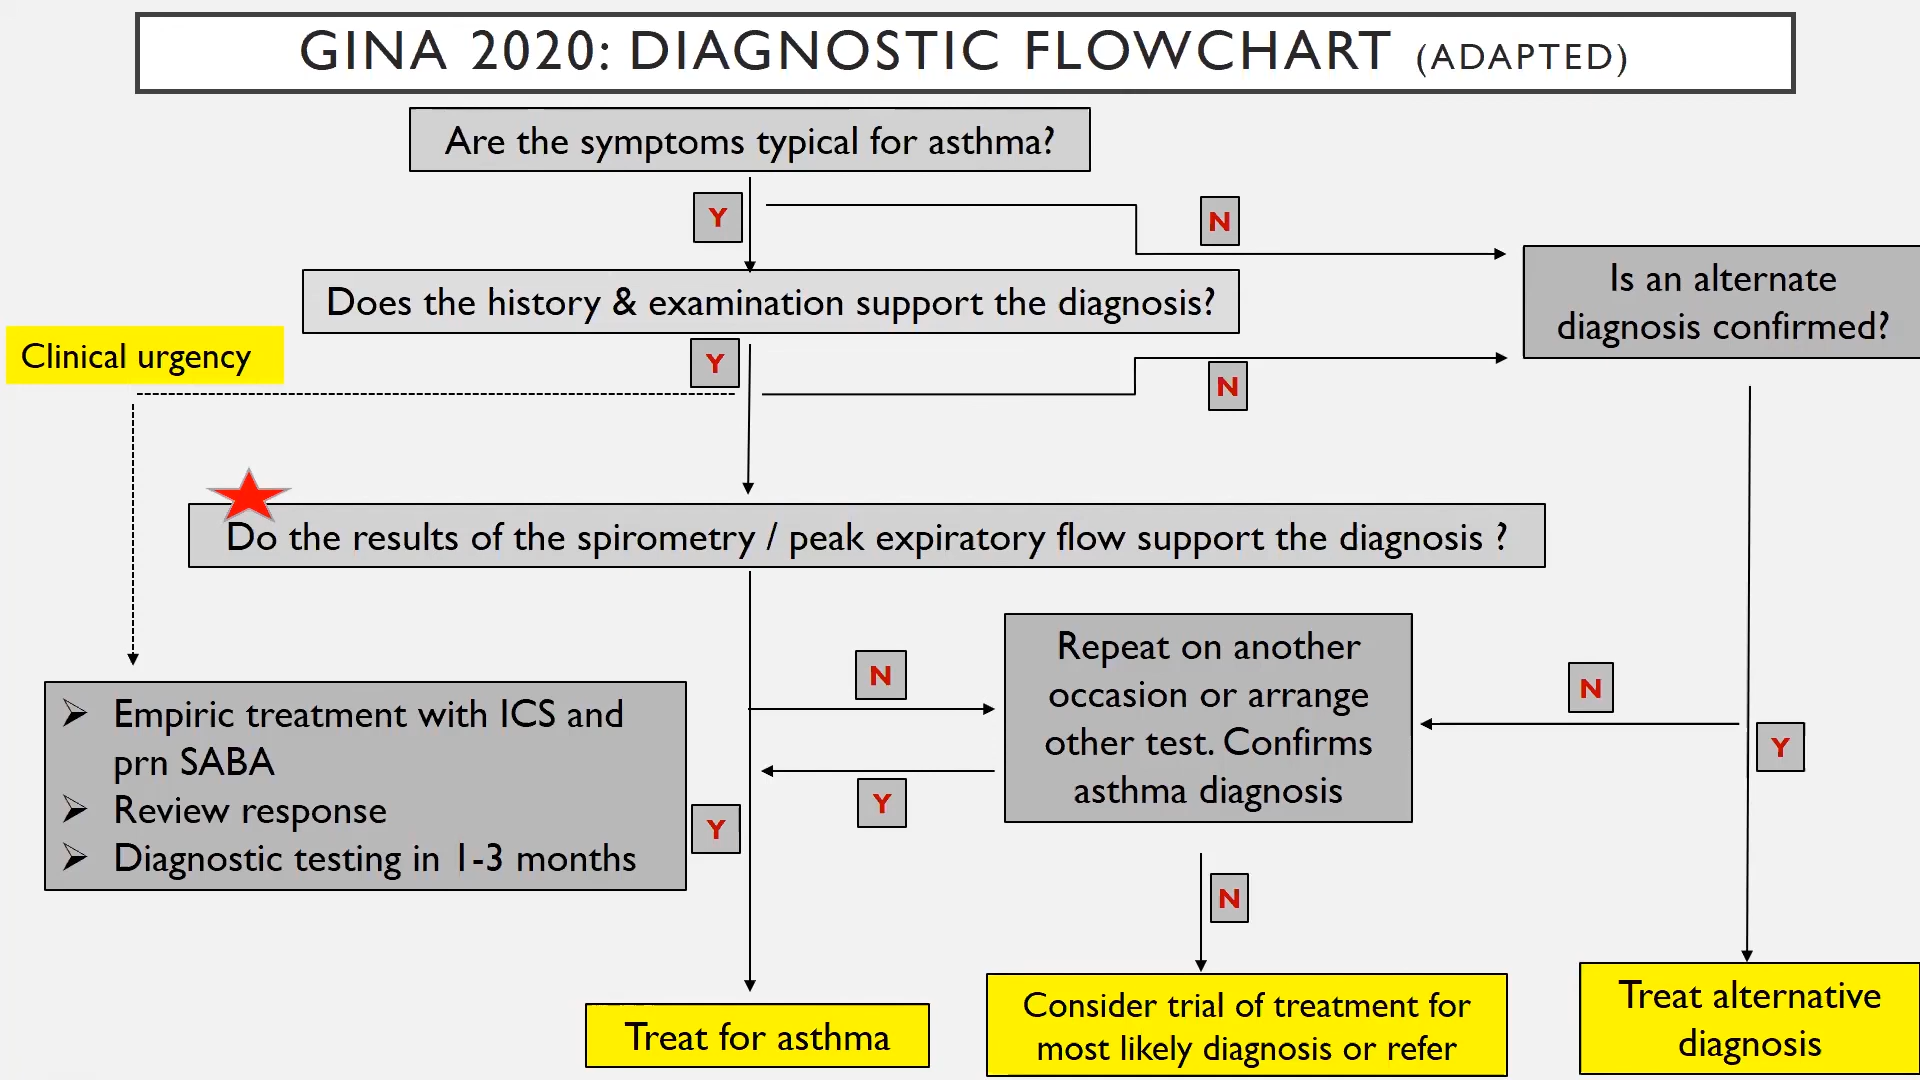 GINA 2020: DIAGNOSTIC FLOWCHART (ADAPTED)
Are the symptoms typical for asthma?
Y
N
Does the history & examination support the diagnosis?
Is an alternate
diagnosis confirmed?
Clinical urgency
Y
N
Do the results of the spirometry / peak expiratory flow support the diagnosis ?
Repeat on another
occasion or arrange
other test. Confirms
asthma diagnosis
N
N
Y
Y
Y
Empiric treatment with ICS and
prn SABA
Review response
Diagnostic testing in 1-3 months
N
Treat for asthma
Consider trial of treatment for
most likely diagnosis or refer
Treat alternative
diagnosis